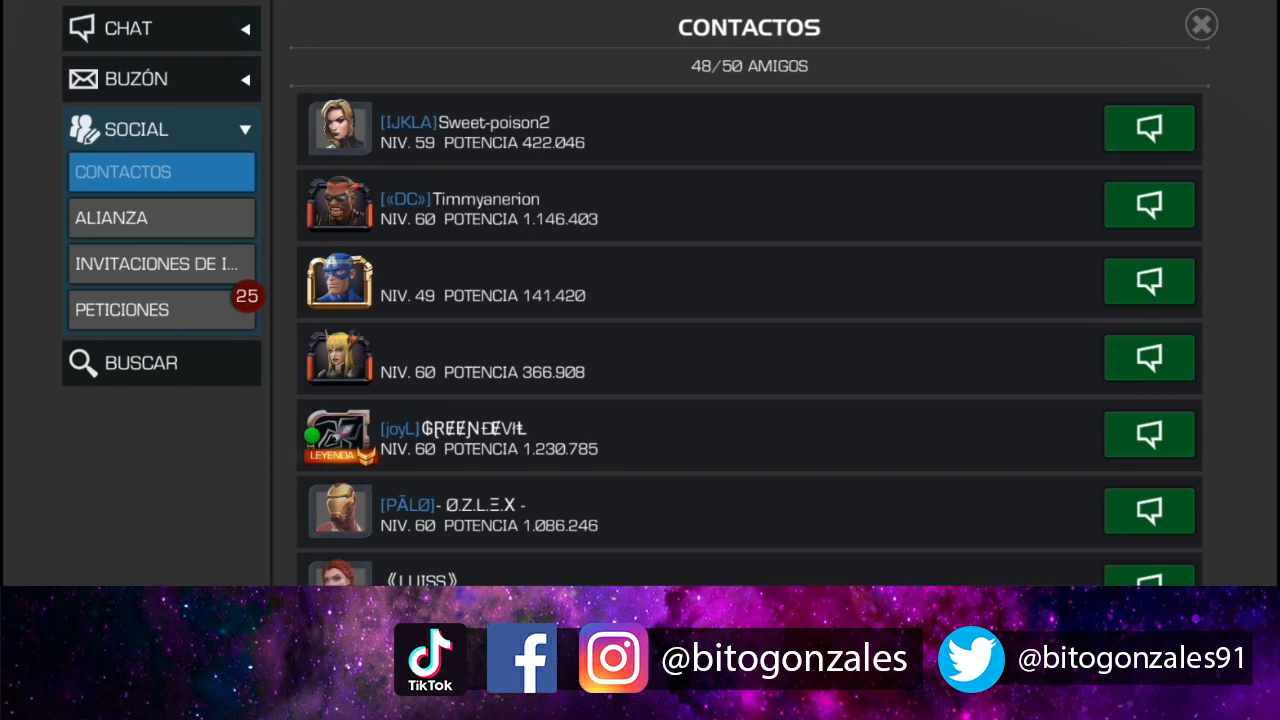 CHAT
BUZÓN
SOCIAL
CONTACTOS
ALIANZA
INVITACIONES DE I...
PETICIONES
25
BUSCAR
CONTACTOS
48/50 AMIGOS
[IJKLA]Sweet-poison2
NIV. 59 POTENCIA 422.046
[«DC»]Timmyanerion
NIV. 60 POTENCIA 1.146.403
NIV. 49 POTENCIA 141.420
NIV. 60 POTENCIA 366.908
[joyL]
LEYENDA
NIV. 60 POTENCIA 1.230.785
[PĀLØ]- Ø.Z.L.Ξ.X -
NIV. 60 POTENCIA 1.086.246
《LUISS》
TikTok
@bitogonzales
@bitogonzales91